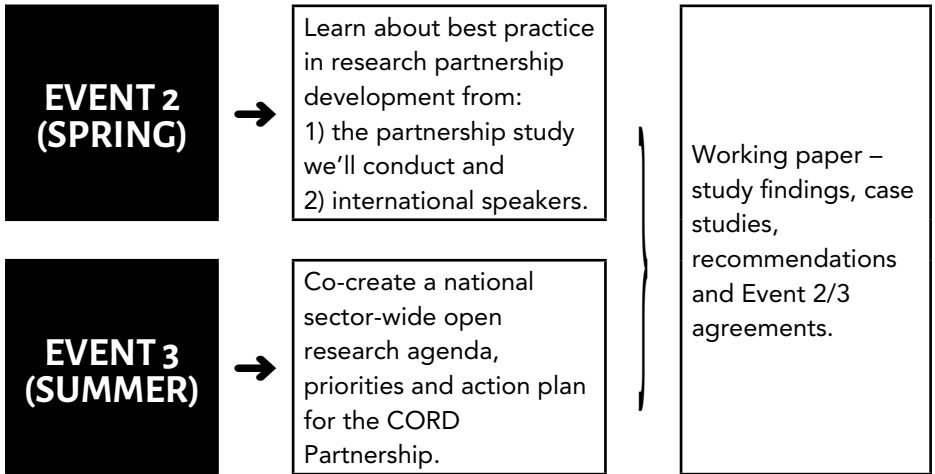 EVENT 2
(SPRING)
Learn about best practice
in research partnership
development from:
1) the partnership study
we'll conduct and
2) international speakers.
EVENT 3
(SUMMER)
Co-create a national
sector-wide open
research agenda,
priorities and action plan
for the CORD
Partnership.
Working paper –
study findings, case
studies,
recommendations
and Event 2/3
agreements.